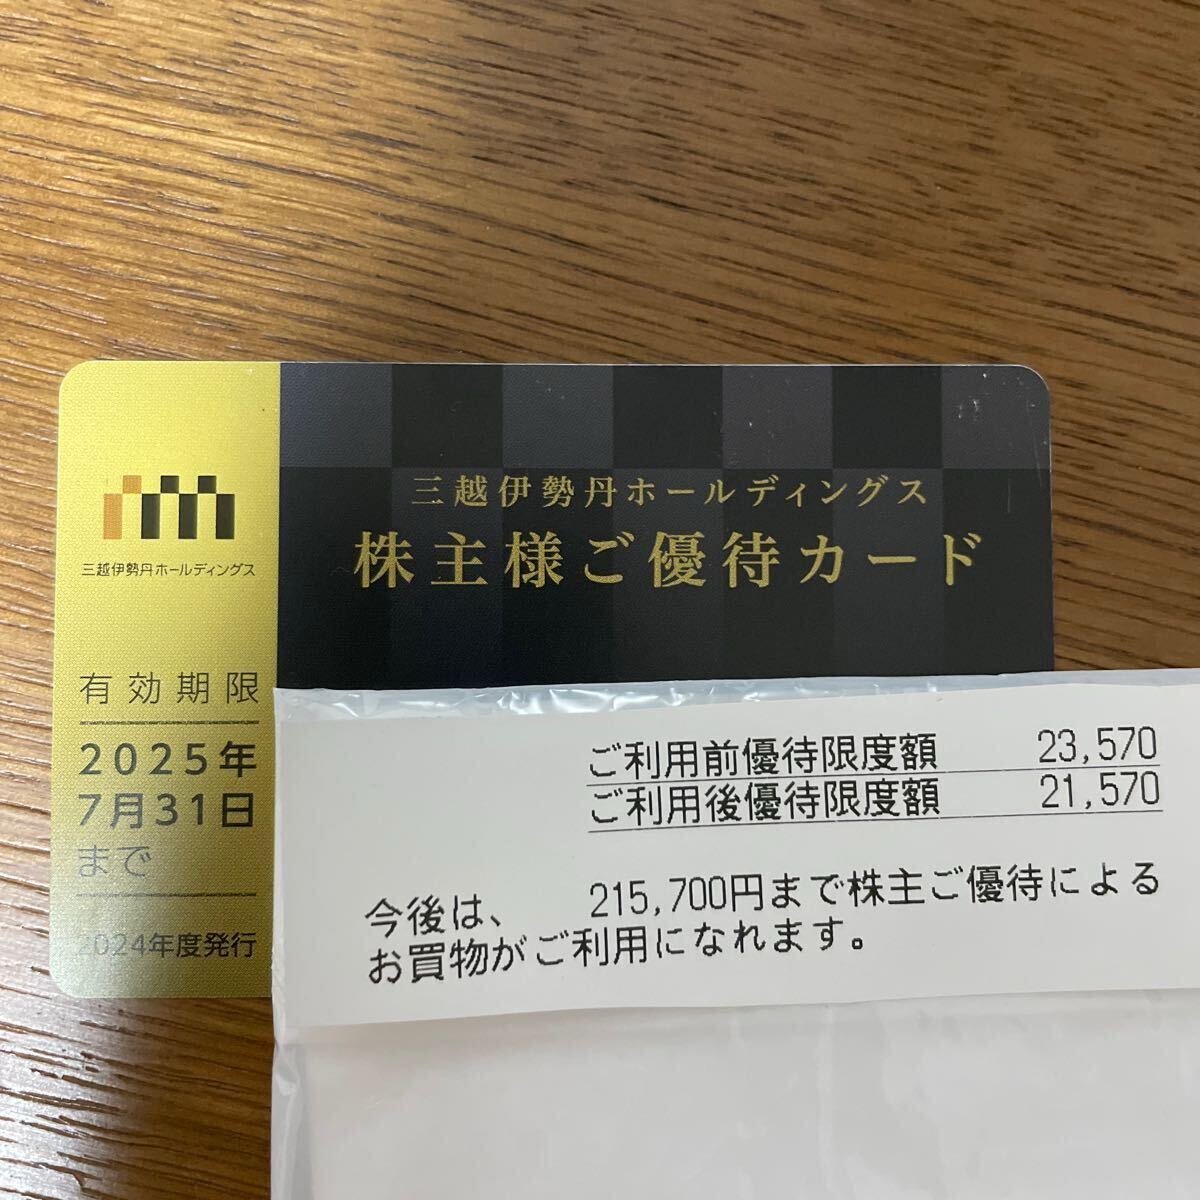 三越伊勢丹ホールディングス
有効期限
2025年
7月31日
まで
2024年度発行
三越伊勢丹ホールディングス
株主様ご優待カード
ご利用前優待限度額 23,570
ご利用後優待限度額 21,570
今後は、 215,700円まで株主ご優待による
お買物がご利用になれます。